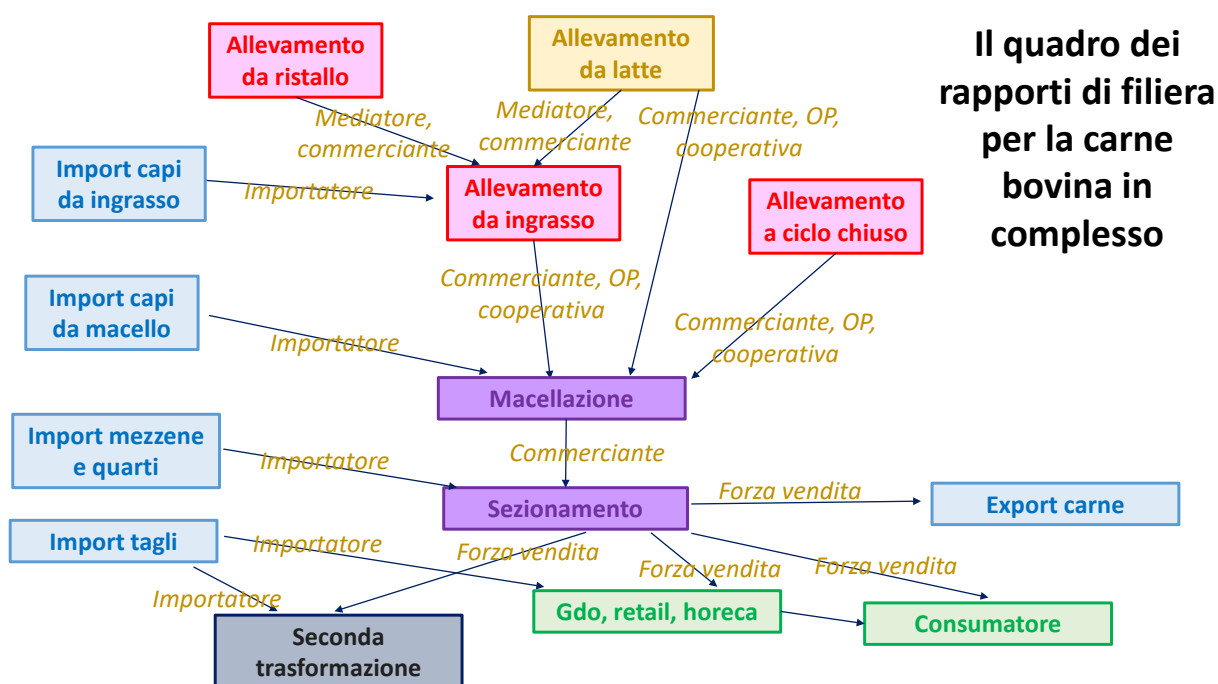 Il quadro dei
rapporti di filiera
per la carne
bovina in
complesso
Allevamento
da ristallo
Allevamento
da latte
Mediatore,
commerciante
Mediatore,
commerciante
Commerciante, OP,
cooperativa
Import capi
da ingrasso
Importatore
Allevamento
da ingrasso
Allevamento
a ciclo chiuso
Commerciante, OP,
cooperativa
Import capi
da macello
Importatore
Commerciante, OP,
cooperativa
Macellazione
Import mezzene
e quarti
Importatore
Commerciante
Sezionamento
Forza vendita
Export carne
Import tagli
Importatore
Forza vendita
Forza vendita
Forza vendita
Importatore
Gdo, retail, horeca
Consumatore
Seconda
trasformazione